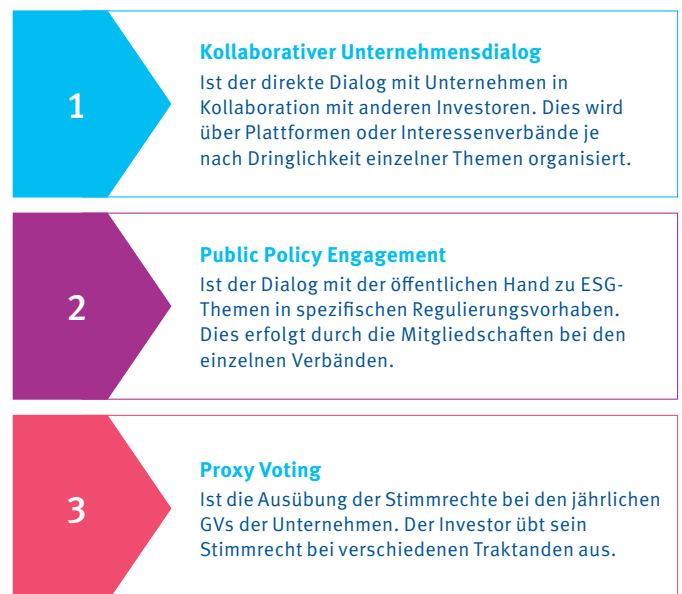 1
Kollaborativer Unternehmensdialog
Ist der direkte Dialog mit Unternehmen in
Kollaboration mit anderen Investoren. Dies wird
über Plattformen oder Interessenverbände je
nach Dringlichkeit einzelner Themen organisiert.
2
Public Policy Engagement
Ist der Dialog mit der öffentlichen Hand zu ESG-
Themen in spezifischen Regulierungsvorhaben.
Dies erfolgt durch die Mitgliedschaften bei den
einzelnen Verbänden.
3
Proxy Voting
Ist die Ausübung der Stimmrechte bei den jährlichen
GVs der Unternehmen. Der Investor übt sein
Stimmrecht bei verschiedenen Traktanden aus.